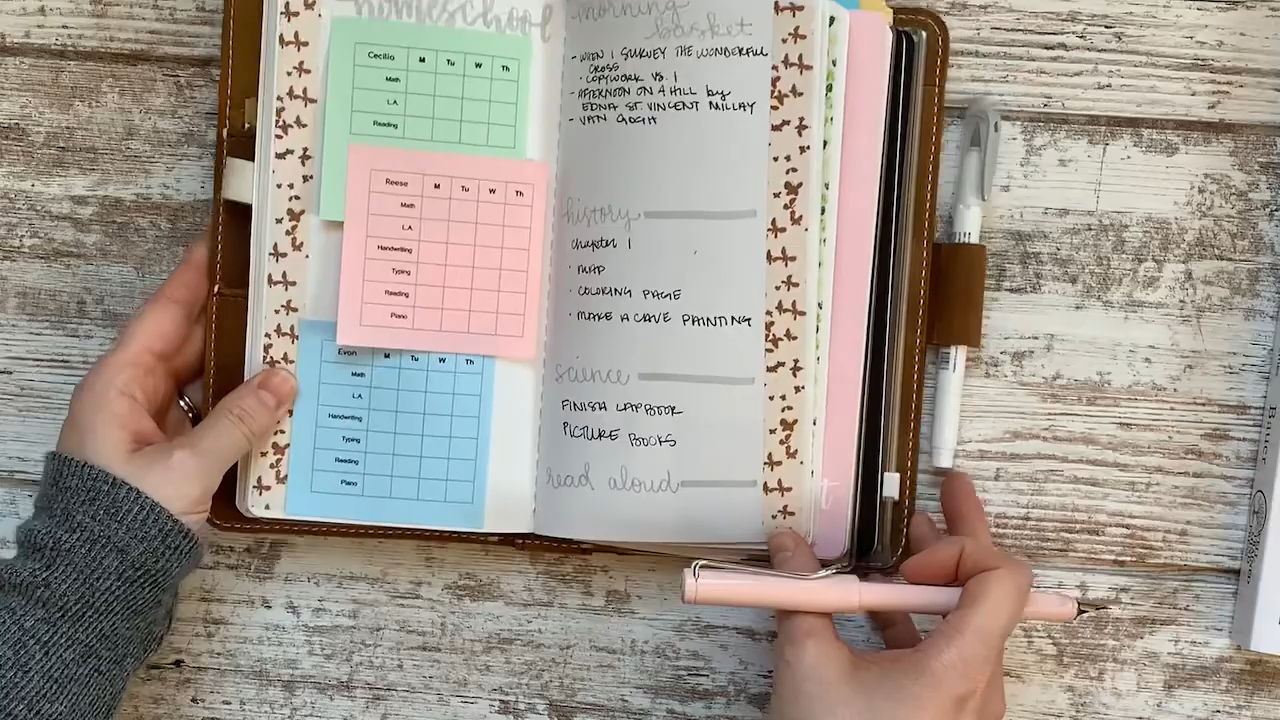 homeschool
Cecilia M Tu W Th
Math
L.A.
Reading
Reese M Tu W Th
Math
L.A.
Handwriting
Typing
Reading
Piano
Evan M Tu W Th
Math
L.A.
Handwriting
Typing
Reading
Piano
morning
basket
- WHEN I SURVEY THE WONDERFUL
CROSS
· COPYWORK VS. 1
- AFTERNOON ON A HILL by
EDNA ST. VINCENT MILLAY
- VAN GOGH
history
chapter 1
· MAP
· COLORING PAGE
· MAKE A CAVE PAINTING
science
FINISH LAPBOOK
PICTURE BOOKS
read aloud
Bauer